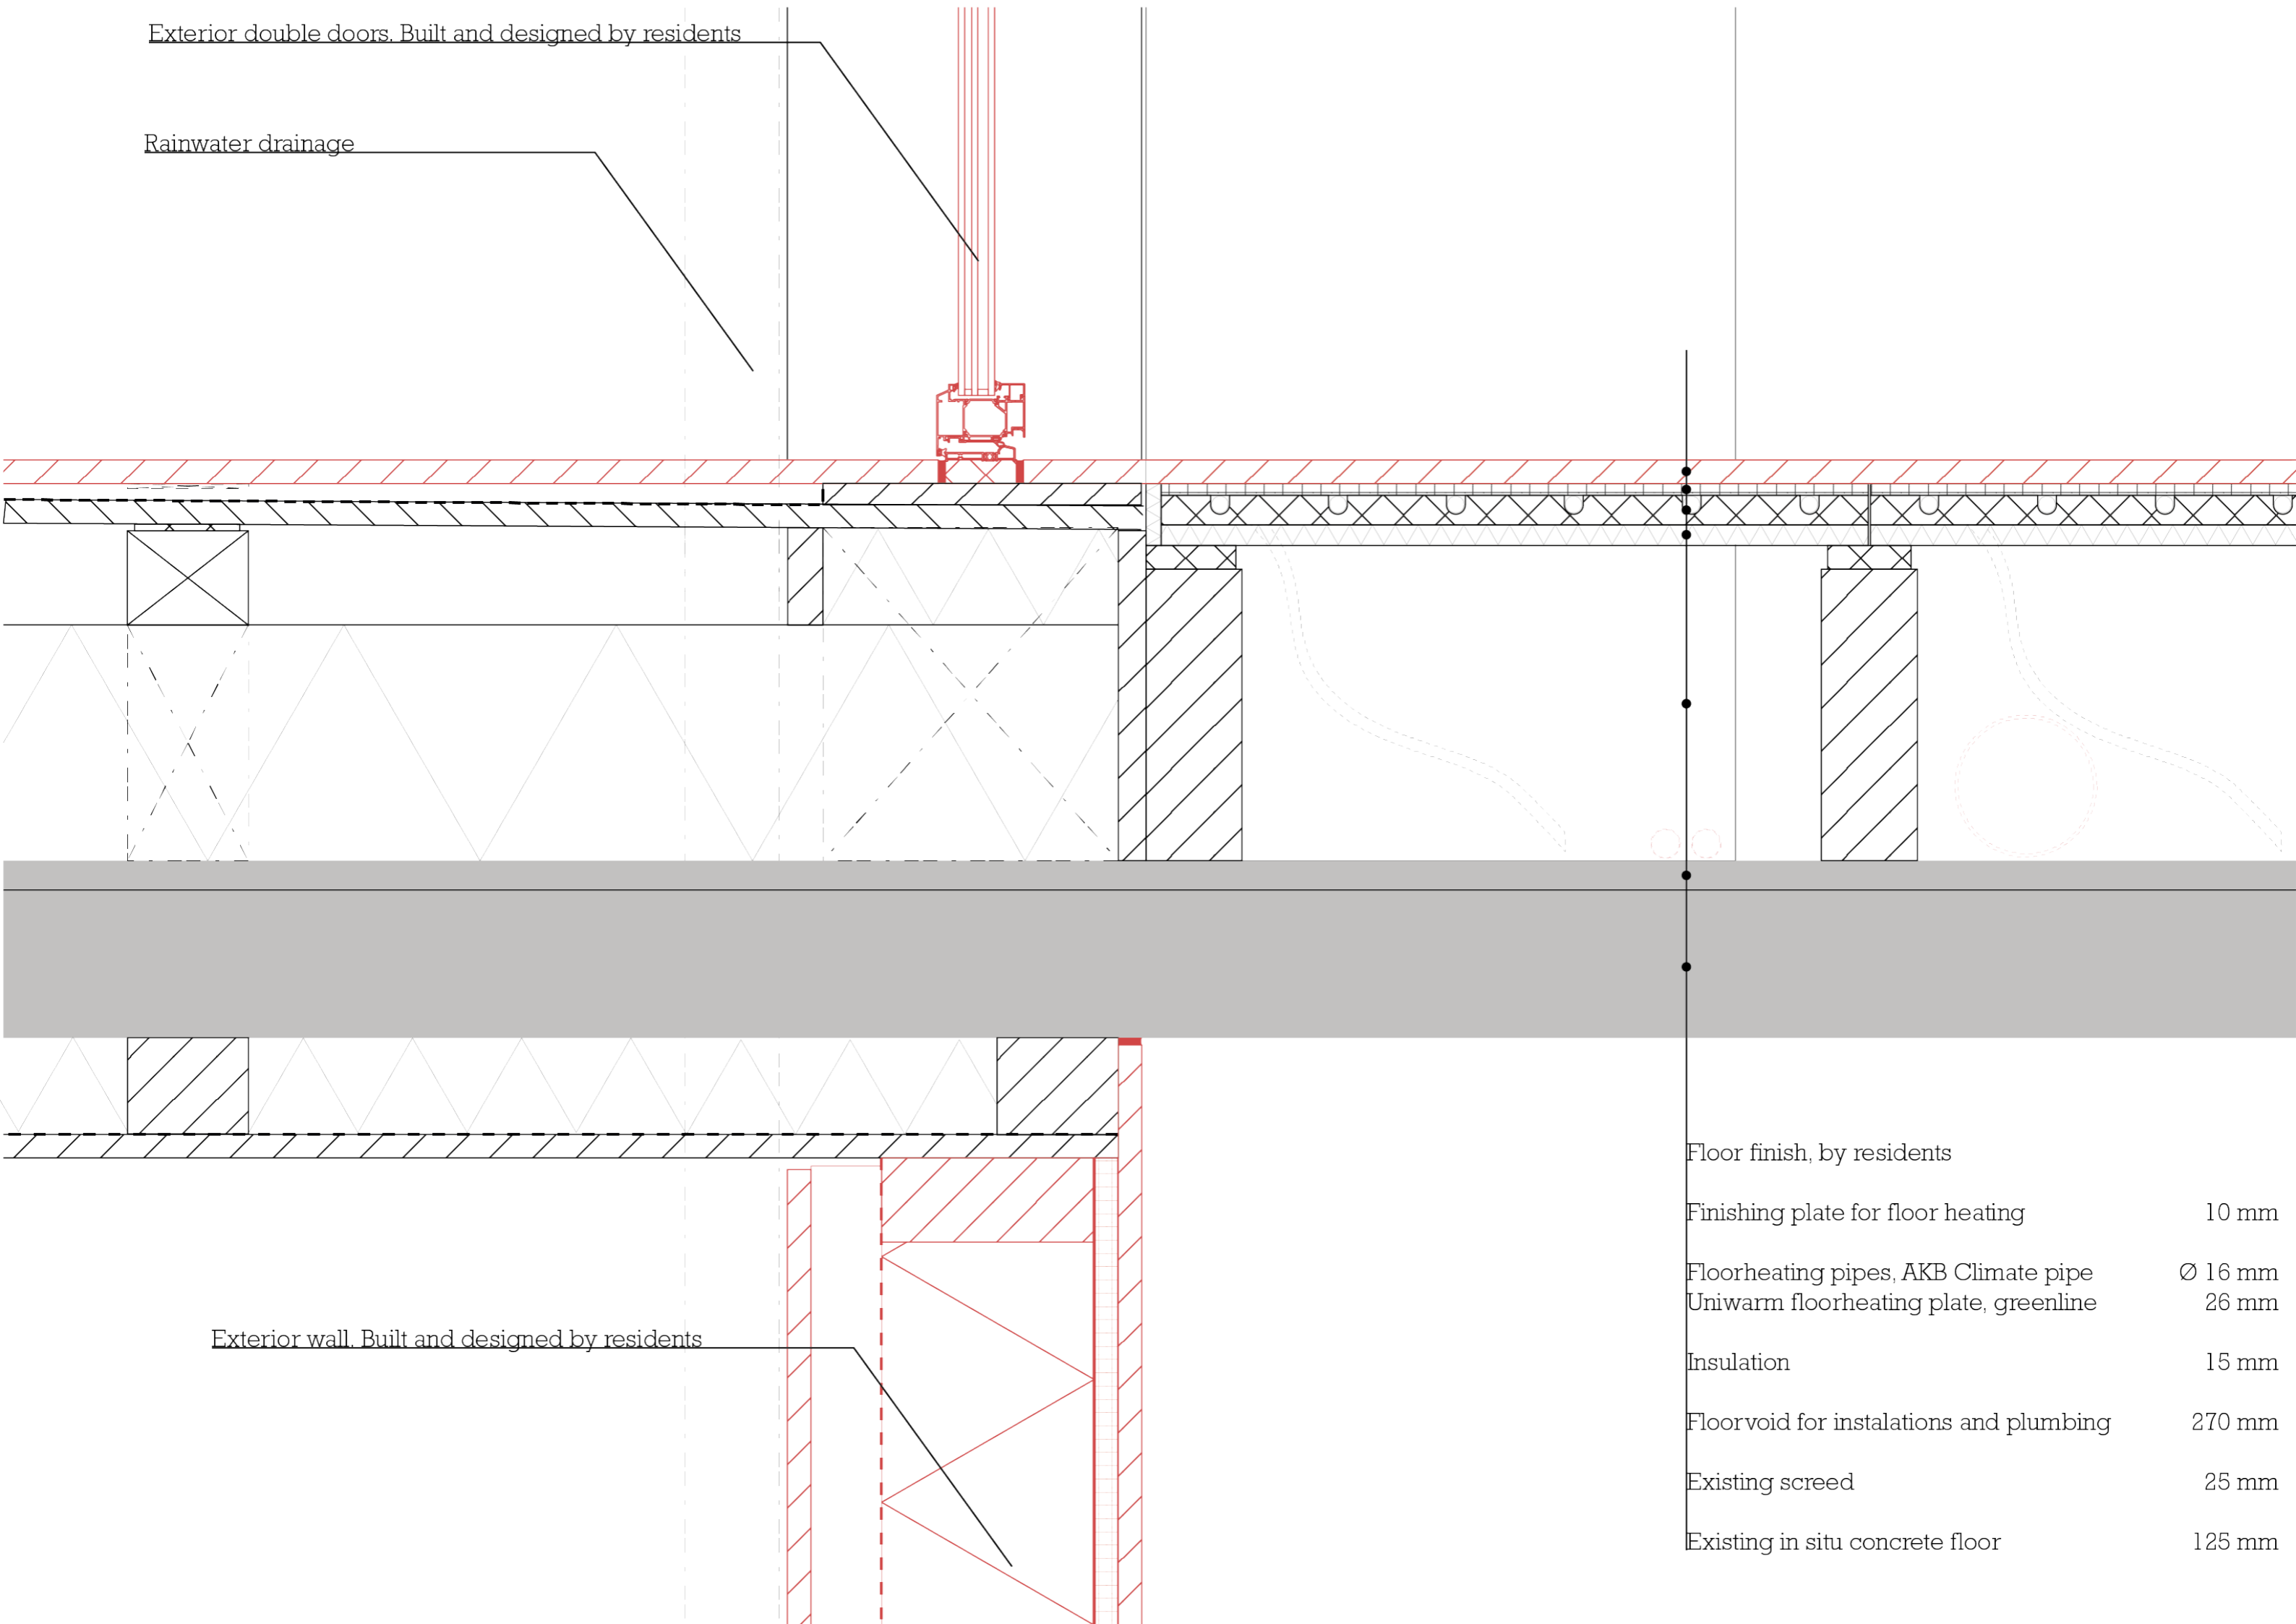 Exterior double doors. Built and designed by residents
Rainwater drainage
Exterior wall. Built and designed by residents
Floor finish, by residents
Finishing plate for floor heating 10 mm
Floorheating pipes, AKB Climate pipe Ø 16 mm
Uniwarm floorheating plate, greenline 26 mm
Insulation 15 mm
Floorvoid for instalations and plumbing 270 mm
Existing screed 25 mm
Existing in situ concrete floor 125 mm